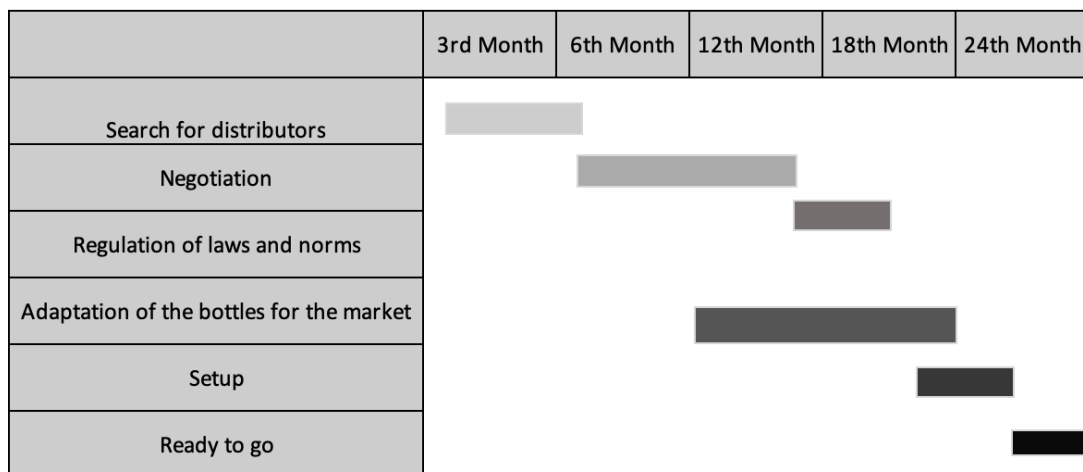 3rd Month 6th Month 12th Month 18th Month 24th Month
Search for distributors
Negotiation
Regulation of laws and norms
Adaptation of the bottles for the market
Setup
Ready to go